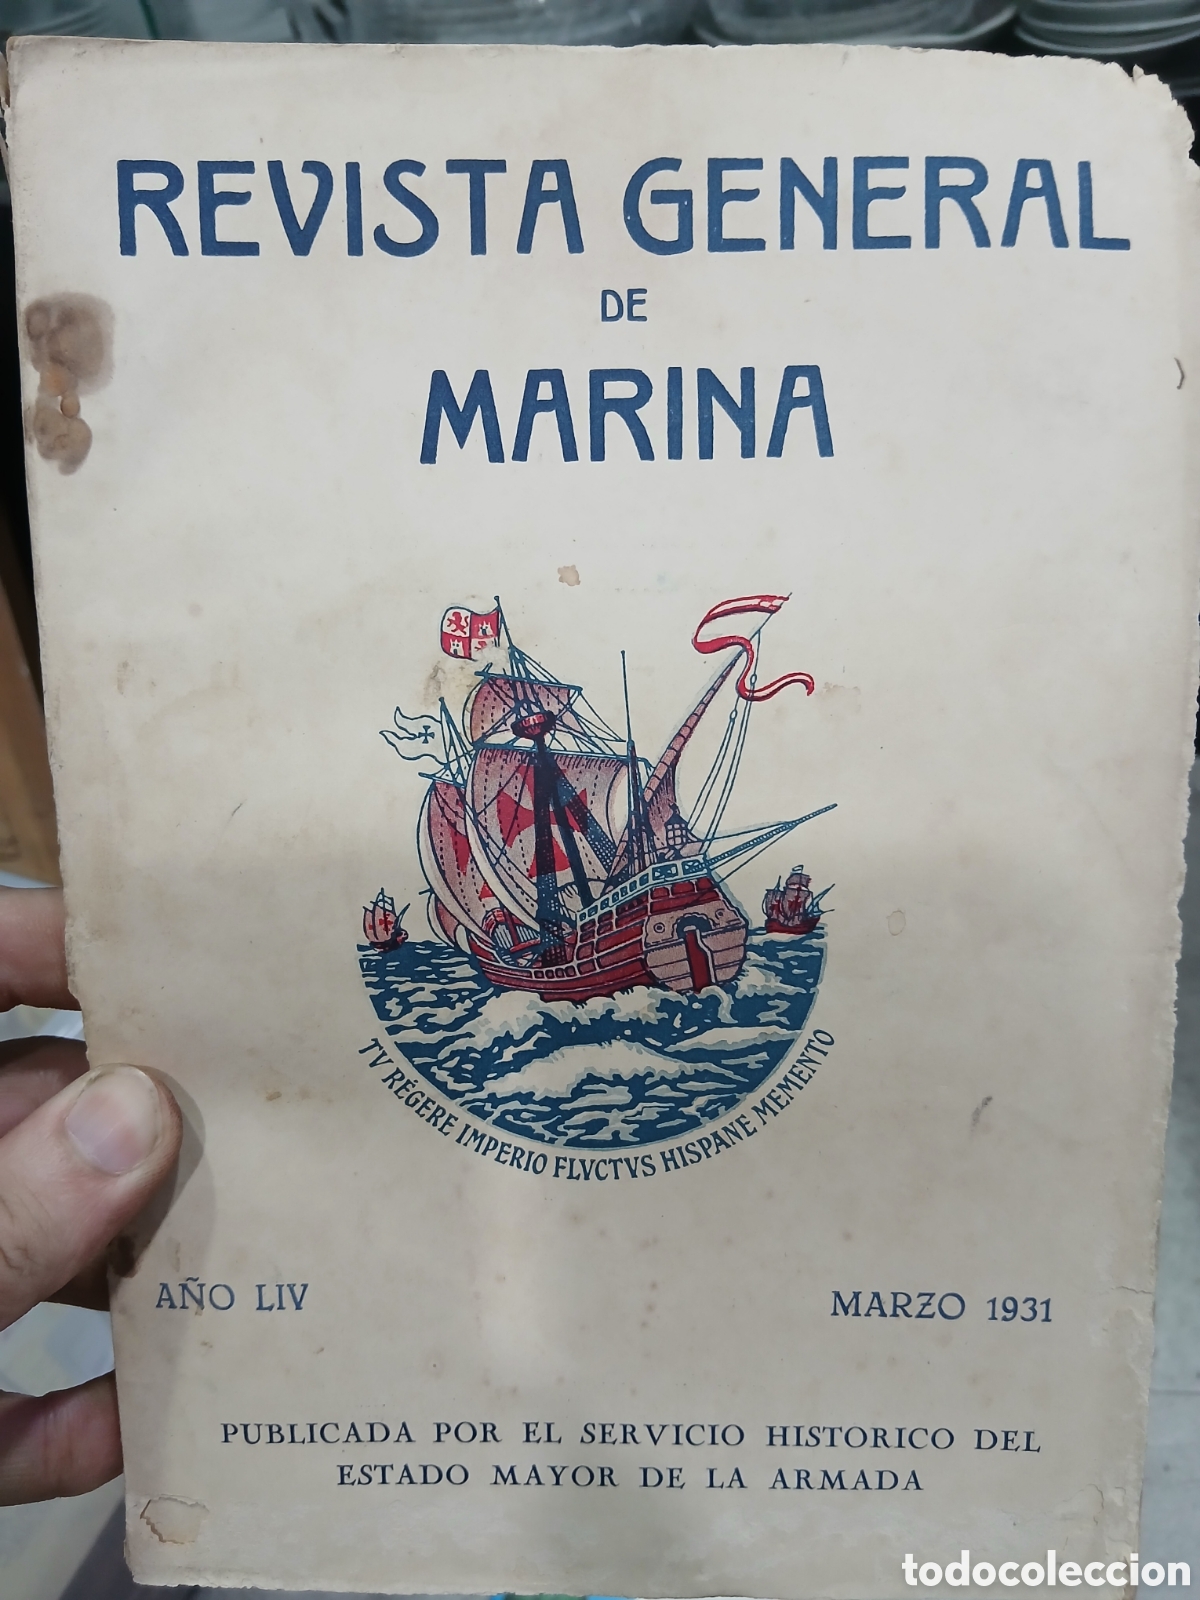 REVISTA GENERAL
DE
MARINA
TV RÉGERE IMPERIO FLVCTVS HISPANE MEMENTO
AÑO LIV
MARZO 1931
PUBLICADA POR EL SERVICIO HISTORICO DEL
ESTADO MAYOR DE LA ARMADA
todocoleccion